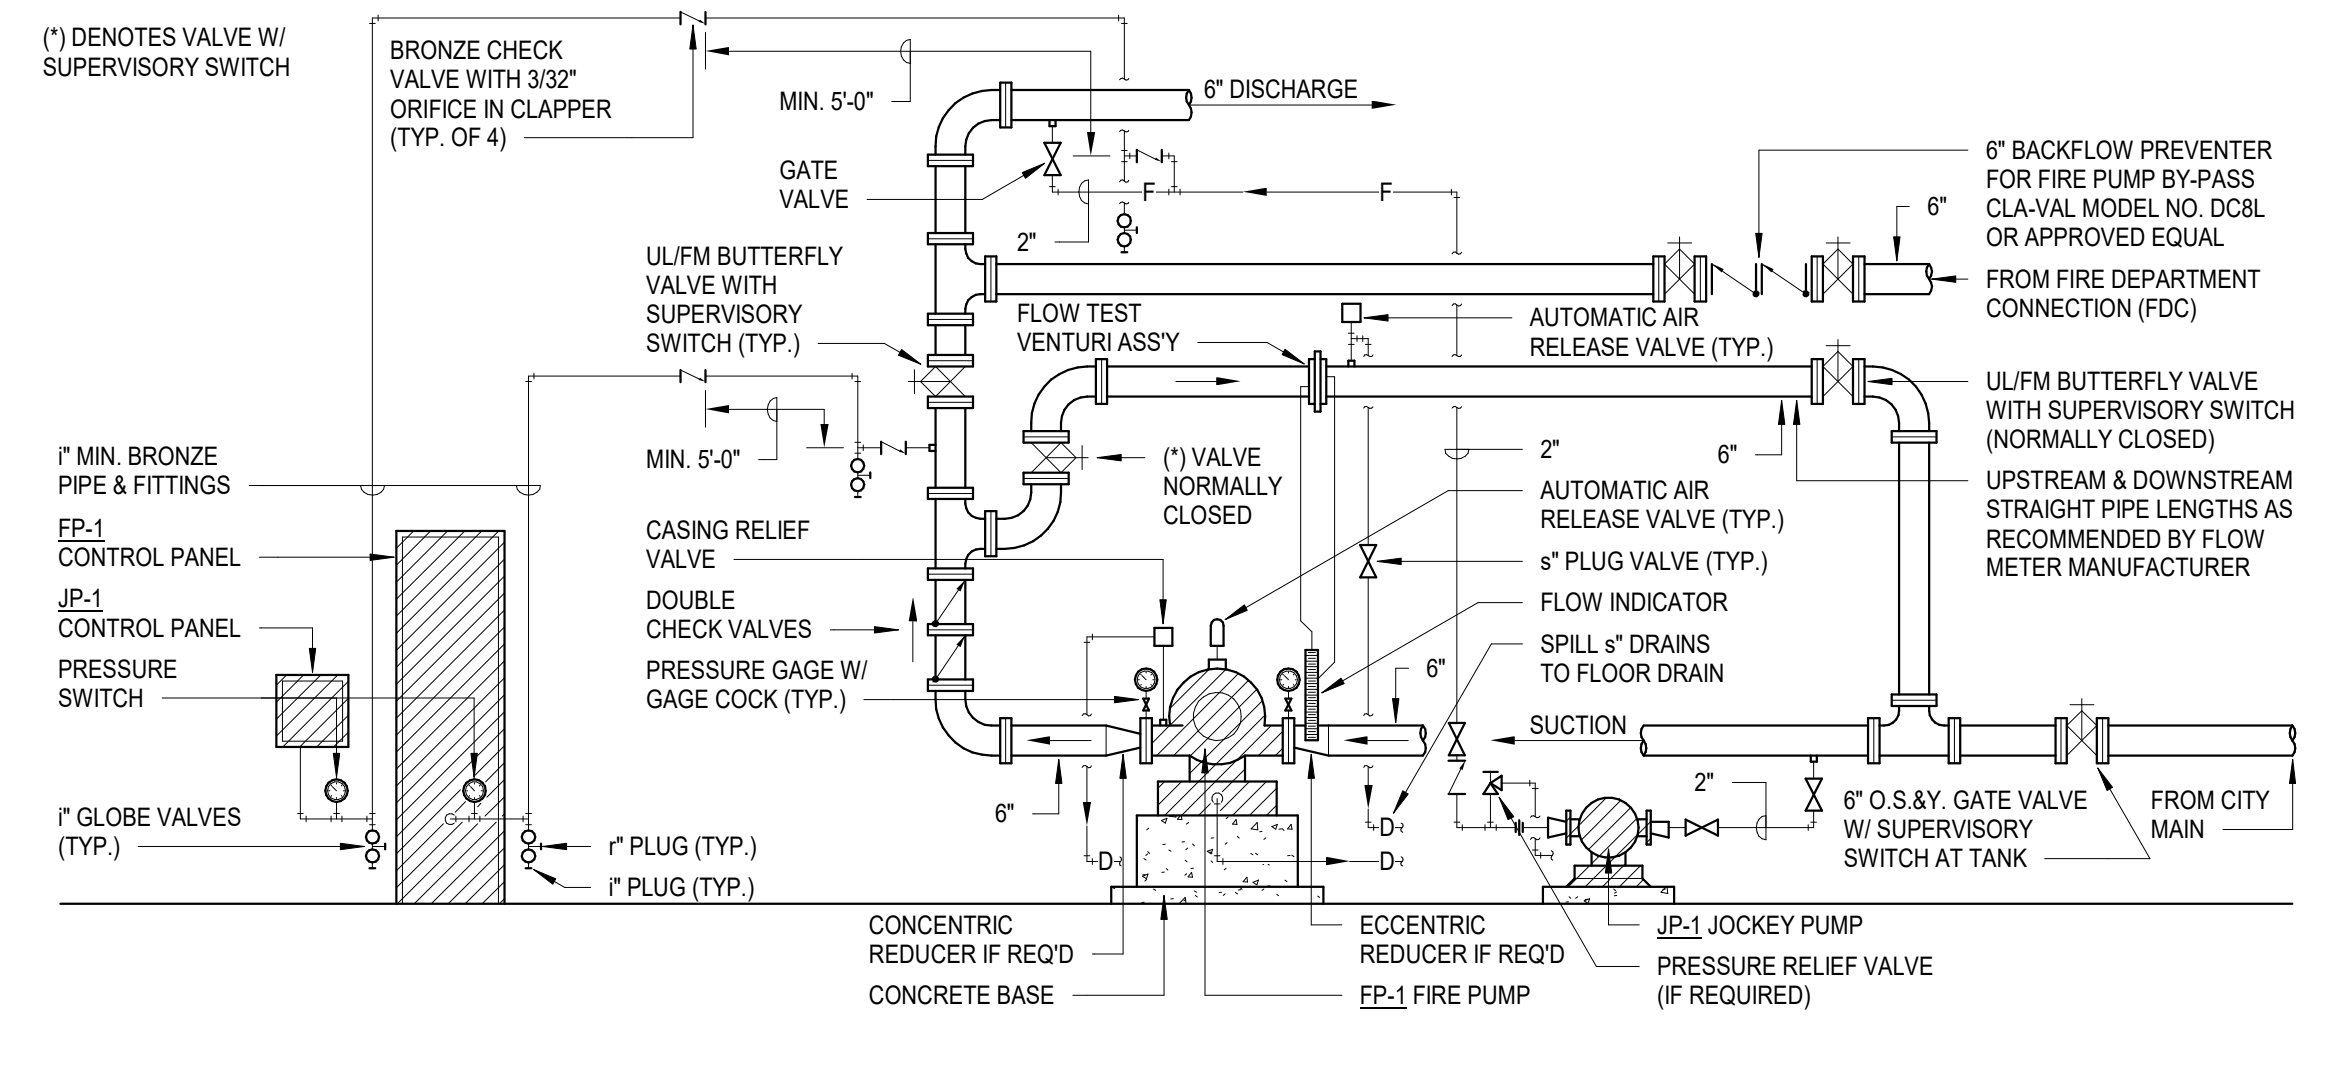 (*) DENOTES VALVE W/
SUPERVISORY SWITCH
BRONZE CHECK
VALVE WITH 3/32"
ORIFICE IN CLAPPER
(TYP. OF 4)
MIN. 5'-0"
6" DISCHARGE
GATE
VALVE
F
F
2"
6" BACKFLOW PREVENTER
FOR FIRE PUMP BY-PASS
CLA-VAL MODEL NO. DC8L
OR APPROVED EQUAL
6"
FROM FIRE DEPARTMENT
CONNECTION (FDC)
UL/FM BUTTERFLY
VALVE WITH
SUPERVISORY
SWITCH (TYP.)
FLOW TEST
VENTURI ASS'Y
AUTOMATIC AIR
RELEASE VALVE (TYP.)
UL/FM BUTTERFLY VALVE
WITH SUPERVISORY SWITCH
(NORMALLY CLOSED)
6"
UPSTREAM & DOWNSTREAM
STRAIGHT PIPE LENGTHS AS
RECOMMENDED BY FLOW
METER MANUFACTURER
MIN. 5'-0"
(*) VALVE
NORMALLY
CLOSED
2"
AUTOMATIC AIR
RELEASE VALVE (TYP.)
s" PLUG VALVE (TYP.)
FLOW INDICATOR
SPILL s" DRAINS
TO FLOOR DRAIN
6"
i" MIN. BRONZE
PIPE & FITTINGS
FP-1
CONTROL PANEL
JP-1
CONTROL PANEL
PRESSURE
SWITCH
CASING RELIEF
VALVE
DOUBLE
CHECK VALVES
PRESSURE GAGE W/
GAGE COCK (TYP.)
SUCTION
6"
2"
6" O.S.&Y. GATE VALVE
W/ SUPERVISORY
SWITCH AT TANK
FROM CITY
MAIN
i" GLOBE VALVES
(TYP.)
r" PLUG (TYP.)
i" PLUG (TYP.)
D
D
D
CONCENTRIC
REDUCER IF REQ'D
CONCRETE BASE
ECCENTRIC
REDUCER IF REQ'D
FP-1 FIRE PUMP
JP-1 JOCKEY PUMP
PRESSURE RELIEF VALVE
(IF REQUIRED)